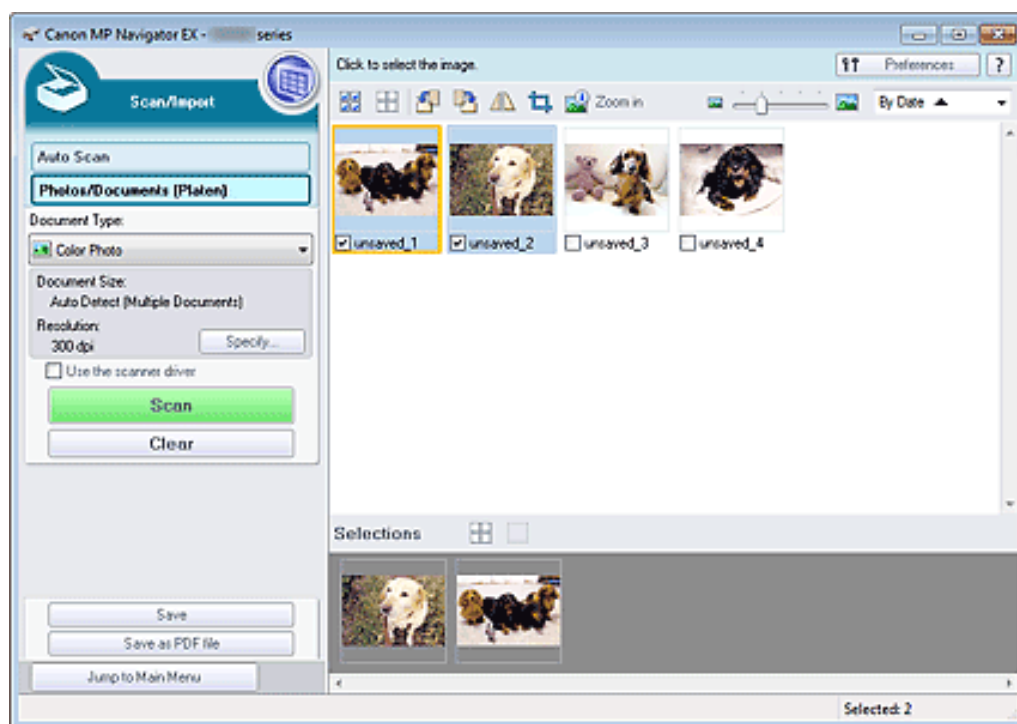 Canon MP Navigator EX - series
Scan/Import
Auto Scan
Photos/Documents (Platen)
Document Type:
Color Photo
Document Size:
Auto Detect (Multiple Documents)
Resolution:
300 dpi
Specify...
Use the scanner driver
Scan
Clear
Save
Save as PDF file
Jump to Main Menu
Click to select the image.
Preferences ?
Zoom in
By Date
unsaved_1 unsaved_2 unsaved_3 unsaved_4
Selections
Selected: 2